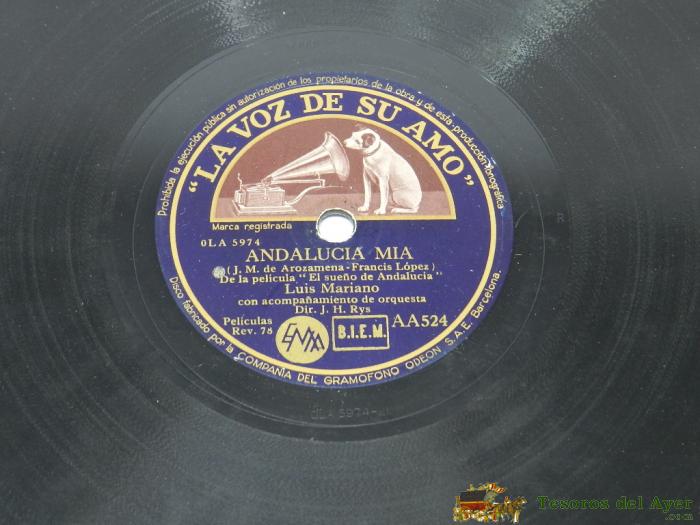 Prohibida la ejecución pública sin autorización de los propietarios de la obra y de esta producción fonográfica
"LA VOZ DE SU AMO"
Marca registrada
0LA 5974
ANDALUCIA MIA
(J. M. de Arozamena-Francis López)
De la película "El sueño de Andalucia"
Luis Mariano
con acompañamiento de orquesta
Dir. J. H. Rys
Películas
Rev. 78
B.I.E.M.
AA524
Disco fabricado por la COMPAÑIA DEL GRAMOFONO ODEON S.A.E. Barcelona.
Tesoros del Ayer
.com